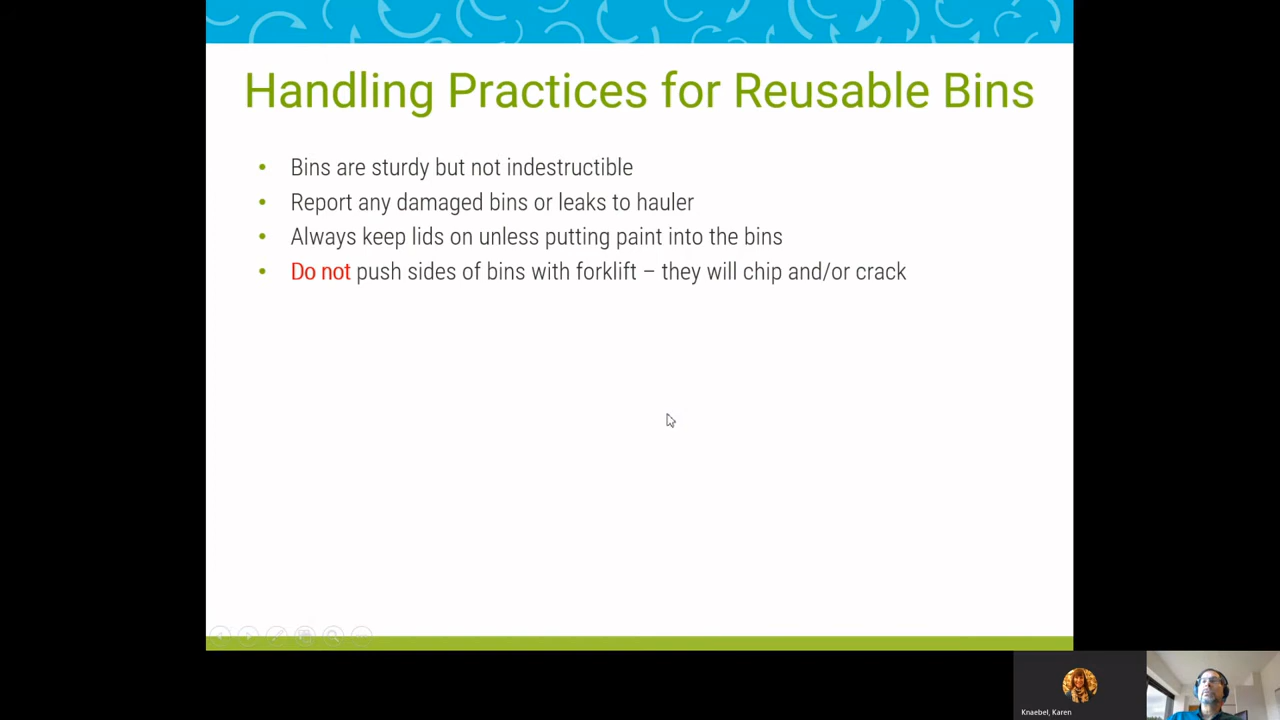 Handling Practices for Reusable Bins
• Bins are sturdy but not indestructible
• Report any damaged bins or leaks to hauler
• Always keep lids on unless putting paint into the bins
• Do not push sides of bins with forklift – they will chip and/or crack
Knaebel, Karen